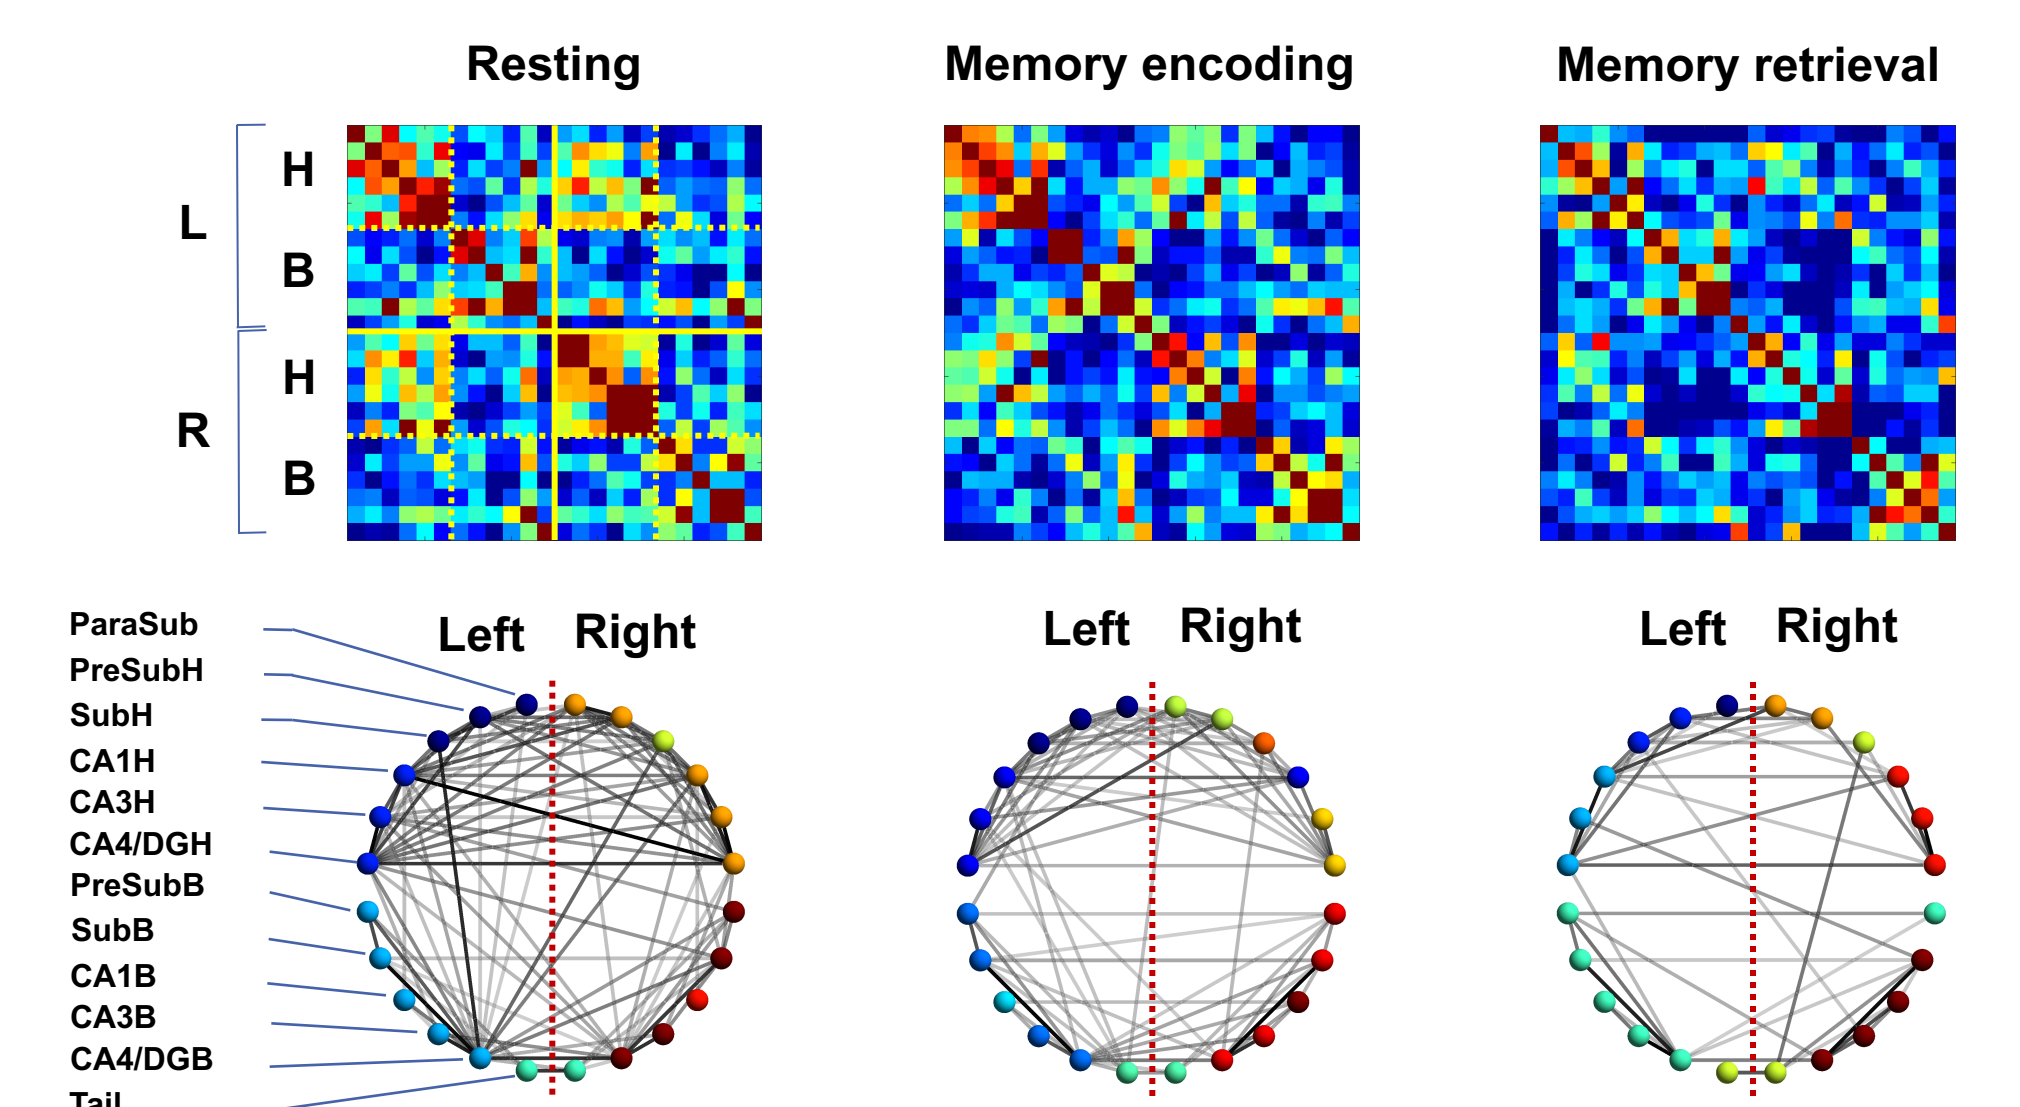 Resting
Memory encoding
Memory retrieval
L
H
B
R
H
B
Left Right
Left Right
Left Right
ParaSub
PreSubH
SubH
CA1H
CA3H
CA4/DGH
PreSubB
SubB
CA1B
CA3B
CA4/DGB
Tail